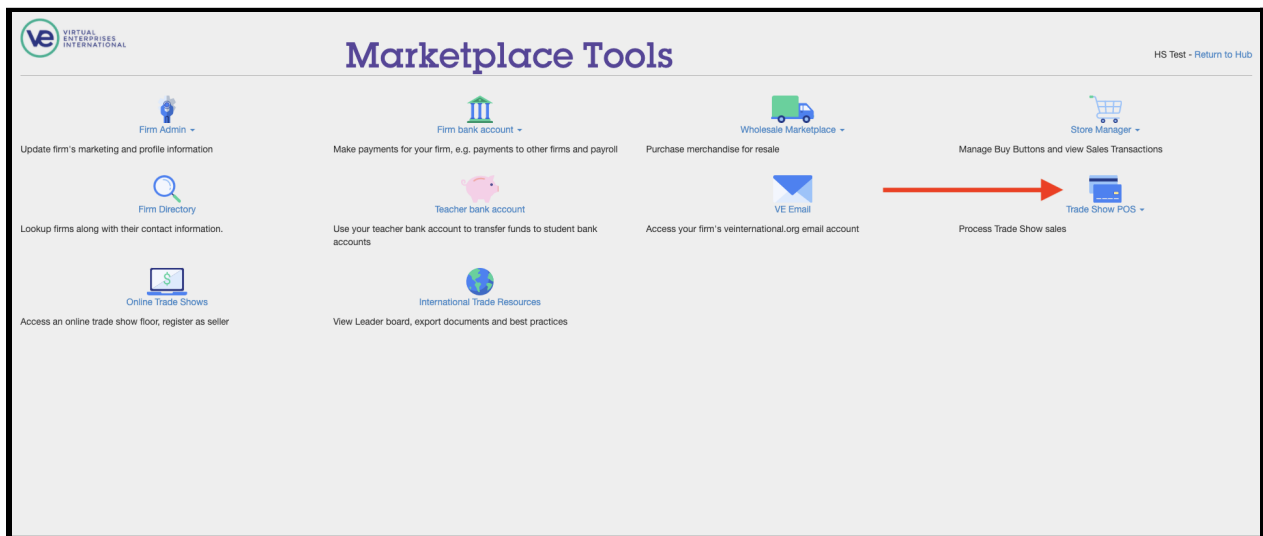 VIRTUAL
ENTERPRISES
INTERNATIONAL
ve
Marketplace Tools
HS Test - Return to Hub
Firm Admin
Update firm's marketing and profile information
Firm bank account
Make payments for your firm, e.g. payments to other firms and payroll
Wholesale Marketplace
Purchase merchandise for resale
Store Manager
Manage Buy Buttons and view Sales Transactions
Firm Directory
Lookup firms along with their contact information.
Teacher bank account
Use your teacher bank account to transfer funds to student bank
accounts
VE Email
Access your firm's veinternational.org email account
Trade Show POS
Process Trade Show sales
$
Online Trade Shows
Access an online trade show floor, register as seller
International Trade Resources
View Leader board, export documents and best practices